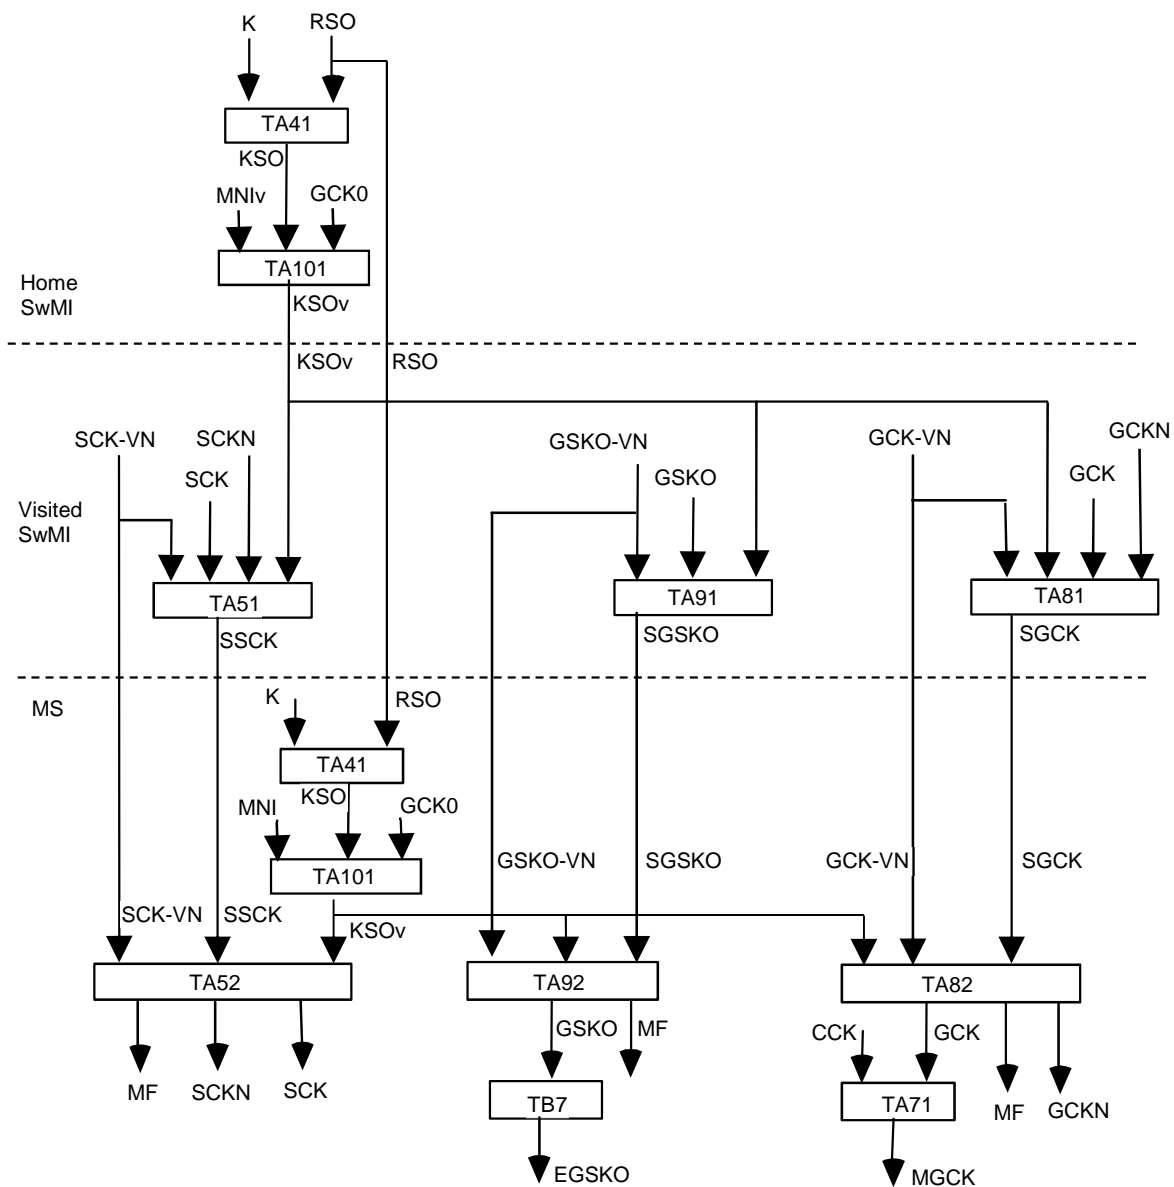 K
RSO
TA41
KSO
MNIv
GCK0
TA101
Home
SwMI
KSOv
KSOv
RSO
SCK-VN
SCKN
GSKO-VN
GCK-VN
GCKN
SCK
GSKO
GCK
Visited
SwMI
TA51
TA91
TA81
SSCK
SGSKO
SGCK
MS
K
RSO
TA41
KSO
MNI
GCK0
TA101
GSKO-VN
SGSKO
GCK-VN
SGCK
SCK-VN
SSCK
KSOv
TA52
TA92
TA82
GSKO
MF
CCK
GCK
MF
SCKN
SCK
TB7
TA71
MF
GCKN
EGSKO
MGCK